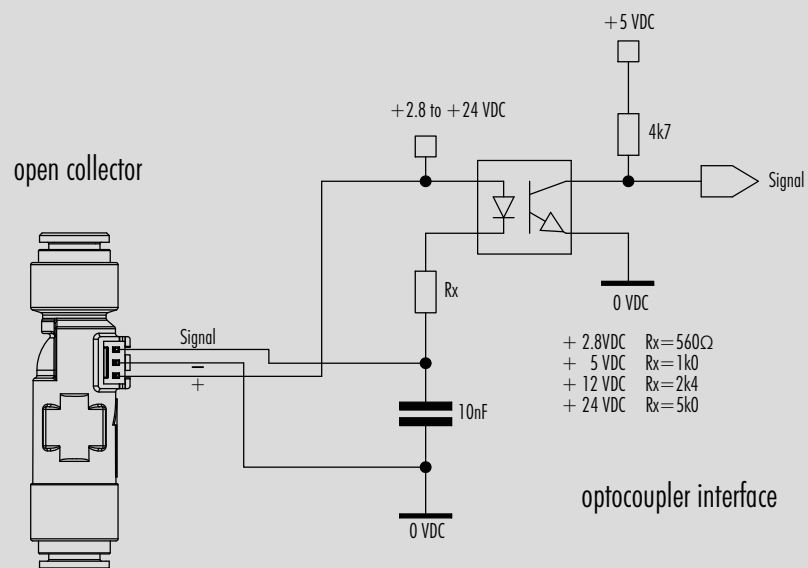 +5 VDC
+2.8 to +24 VDC
4k7
open collector
Signal
Rx
0 VDC
Signal
−
+
+ 2.8VDC Rx=560Ω
+ 5 VDC Rx=1k0
+ 12 VDC Rx=2k4
+ 24 VDC Rx=5k0
10nF
optocoupler interface
0 VDC